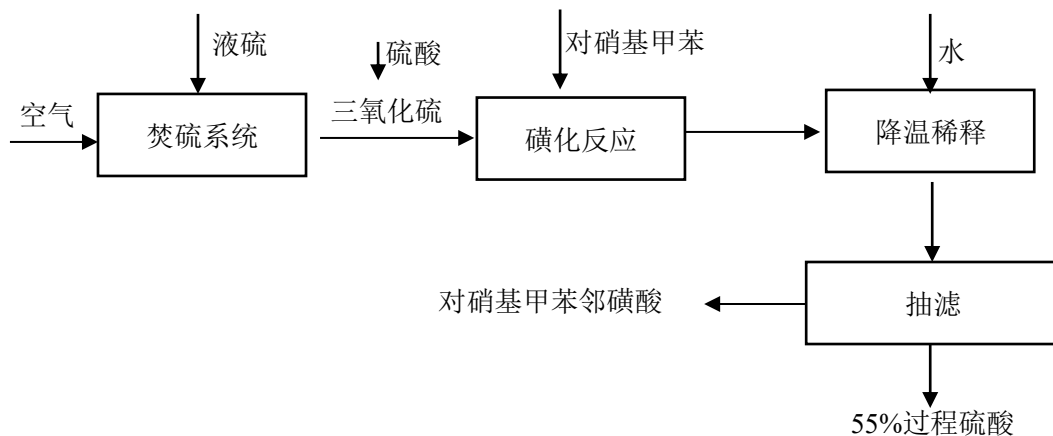 液硫
硫酸
对硝基甲苯
水
空气
焚硫系统
三氧化硫
磺化反应
降温稀释
对硝基甲苯邻磺酸
抽滤
55%过程硫酸